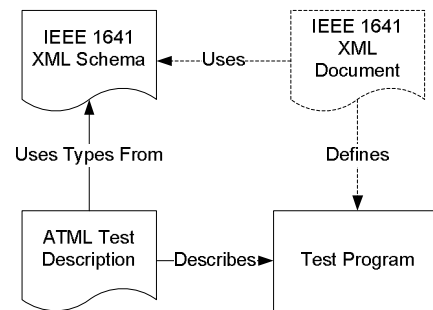 IEEE 1641
XML Schema
Uses
IEEE 1641
XML
Document
Uses Types From
Defines
ATML Test
Description
Describes
Test Program